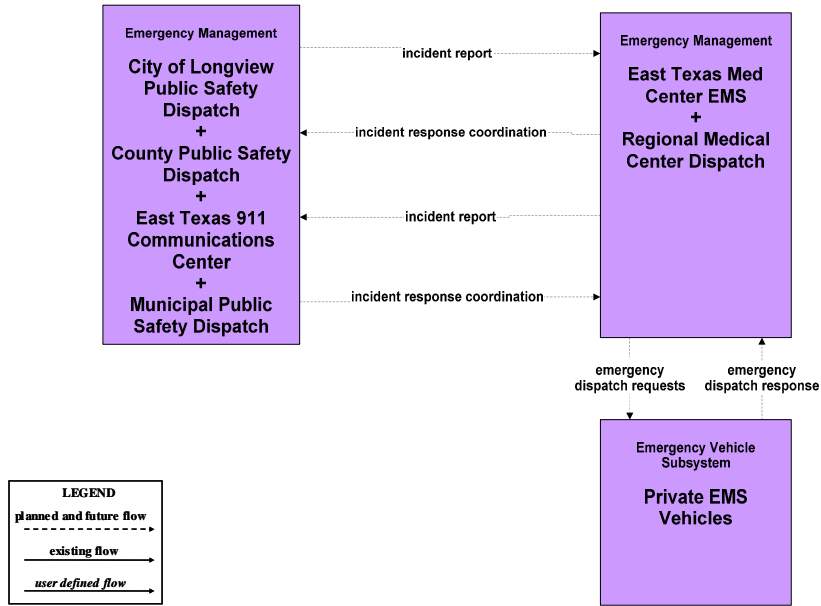 Emergency Management
City of Longview
Public Safety
Dispatch
+
County Public Safety
Dispatch
+
East Texas 911
Communications
Center
+
Municipal Public
Safety Dispatch
incident report
incident response coordination
incident report
incident response coordination
Emergency Management
East Texas Med
Center EMS
+
Regional Medical
Center Dispatch
emergency
dispatch requests
emergency
dispatch response
Emergency Vehicle
Subsystem
Private EMS
Vehicles
LEGEND
planned and future flow
existing flow
user defined flow